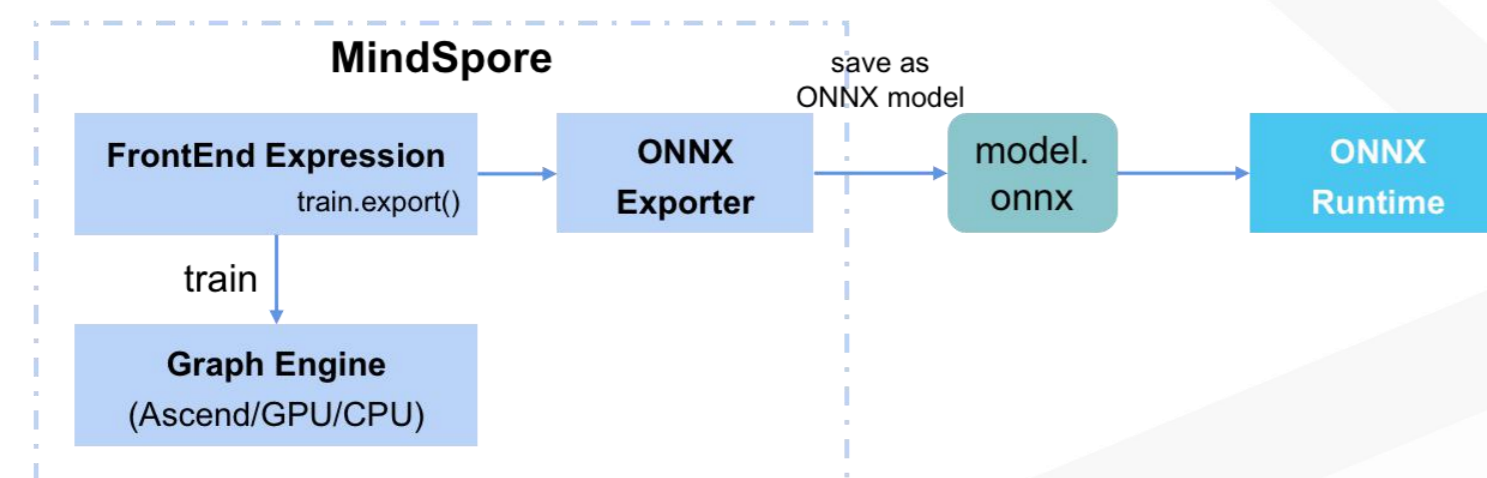 MindSpore
save as
ONNX model
FrontEnd Expression
train.export()
ONNX
Exporter
model.
onnx
ONNX
Runtime
train
Graph Engine
(Ascend/GPU/CPU)